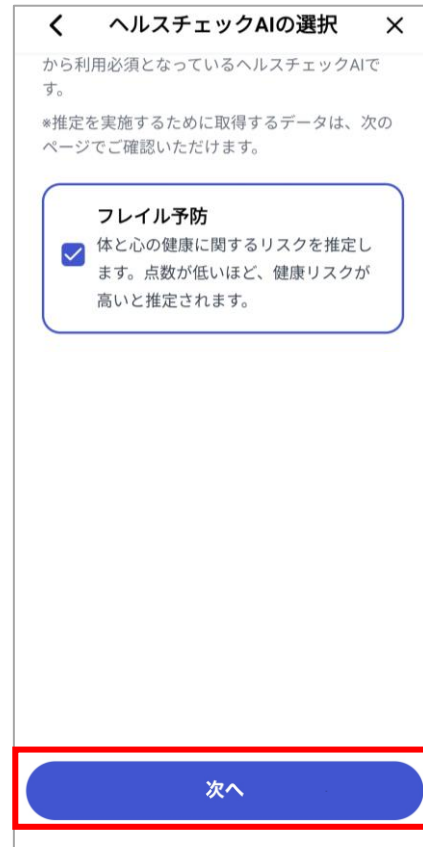 ヘルスチェックAIの選択
から利用必須となっているヘルスチェックAIで
す。
※推定を実施するために取得するデータは、次の
ページでご確認いただけます。
フレイル予防
体と心の健康に関するリスクを推定し
ます。点数が低いほど、健康リスクが
高いと推定されます。
次へ